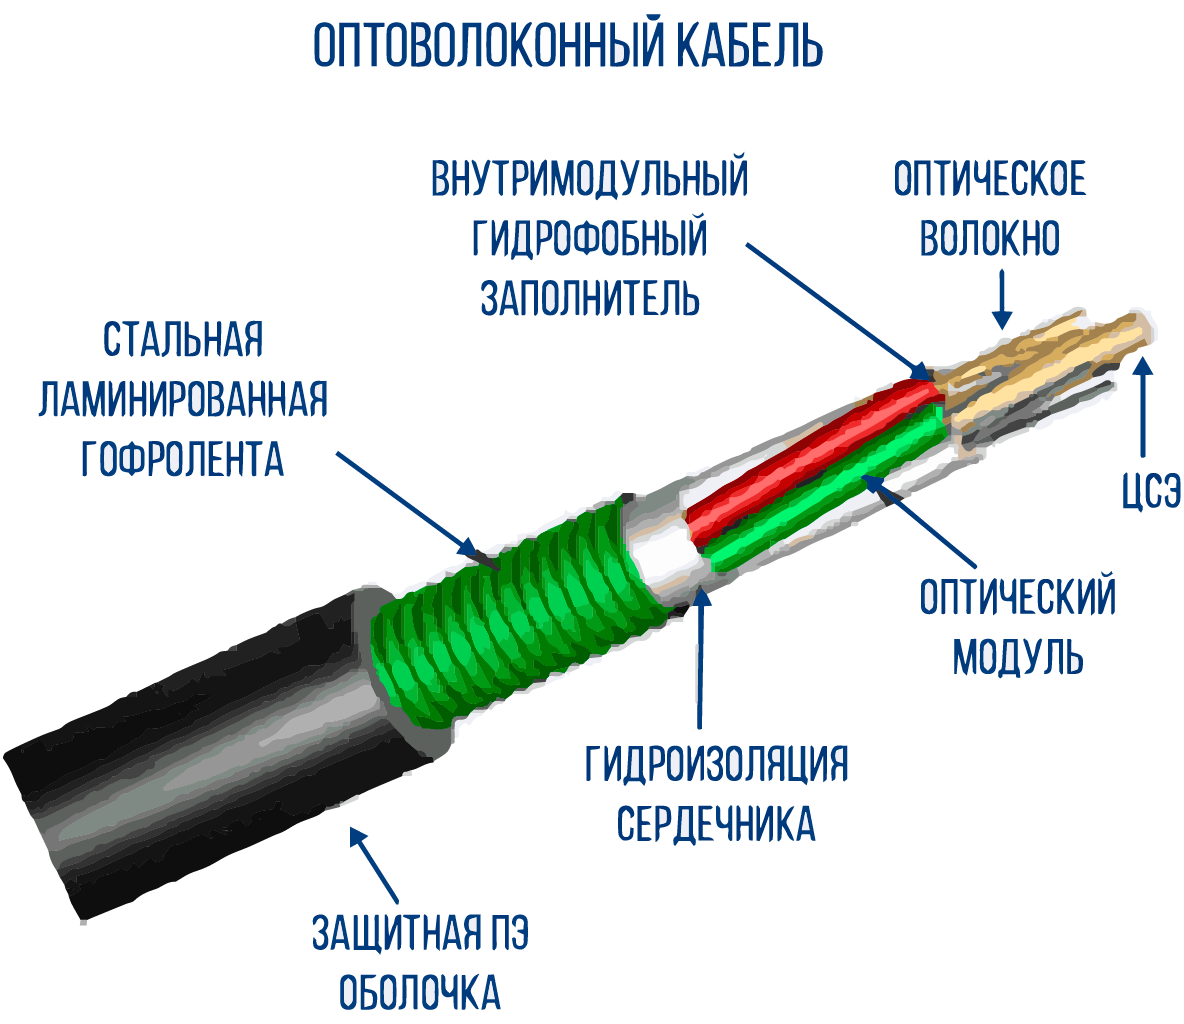 ОПТОВОЛОКОННЫЙ КАБЕЛЬ
ВНУТРИМОДУЛЬНЫЙ
ГИДРОФОБНЫЙ
ЗАПОЛНИТЕЛЬ
ОПТИЧЕСКОЕ
ВОЛОКНО
СТАЛЬНАЯ
ЛАМИНИРОВАННАЯ
ГОФРОЛЕНТА
ЦСЭ
ОПТИЧЕСКИЙ
МОДУЛЬ
ГИДРОИЗОЛЯЦИЯ
СЕРДЕЧНИКА
ЗАЩИТНАЯ ПЭ
ОБОЛОЧКА